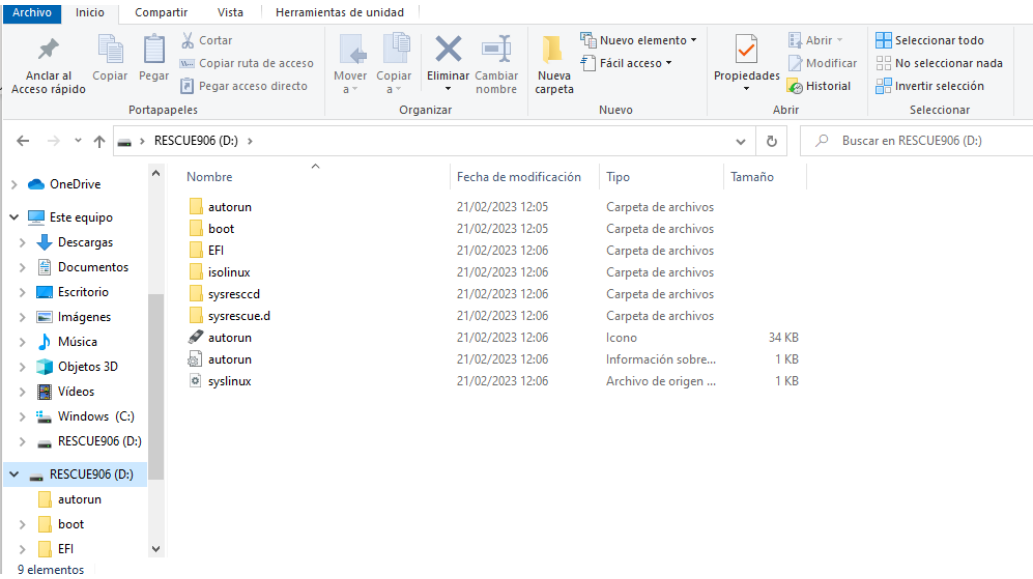 Archivo Inicio Compartir Vista Herramientas de unidad
Anclar al Acceso rápido
Copiar
Pegar
Cortar
Copiar ruta de acceso
Pegar acceso directo
Portapapeles
Mover a
Copiar a
Eliminar
Cambiar nombre
Organizar
Nueva carpeta
Nuevo elemento
Fácil acceso
Nuevo
Propiedades
Abrir
Modificar
Historial
Abrir
Seleccionar todo
No seleccionar nada
Invertir selección
Seleccionar
RESCUE906 (D:)
Buscar en RESCUE906 (D:)
OneDrive
Este equipo
Descargas
Documentos
Escritorio
Imágenes
Música
Objetos 3D
Vídeos
Windows (C:)
RESCUE906 (D:)
RESCUE906 (D:)
autorun
boot
EFI
Nombre Fecha de modificación Tipo Tamaño
autorun 21/02/2023 12:05 Carpeta de archivos
boot 21/02/2023 12:05 Carpeta de archivos
EFI 21/02/2023 12:06 Carpeta de archivos
isolinux 21/02/2023 12:06 Carpeta de archivos
sysresccd 21/02/2023 12:06 Carpeta de archivos
sysrescue.d 21/02/2023 12:06 Carpeta de archivos
autorun 21/02/2023 12:06 Icono 34 KB
autorun 21/02/2023 12:06 Información sobre... 1 KB
syslinux 21/02/2023 12:06 Archivo de origen ... 1 KB
9 elementos